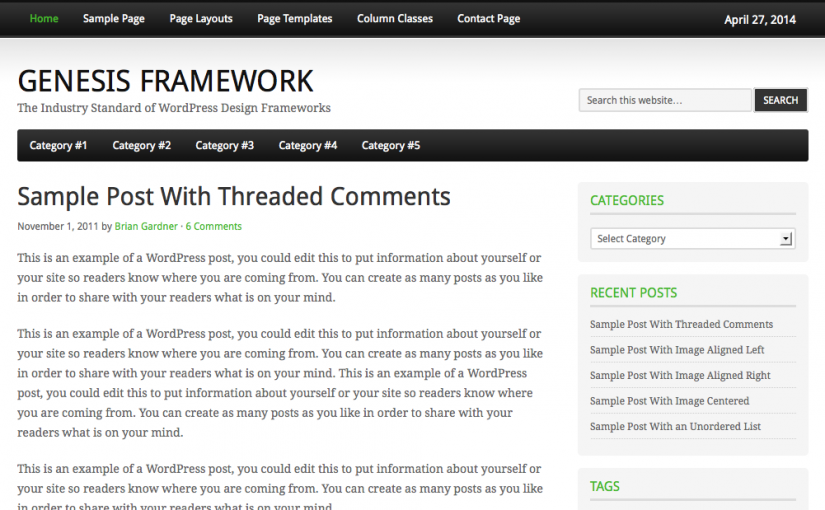 Home Sample Page Page Layouts Page Templates Column Classes Contact Page April 27, 2014
GENESIS FRAMEWORK
The Industry Standard of WordPress Design Frameworks
Search this website... SEARCH
Category #1 Category #2 Category #3 Category #4 Category #5
Sample Post With Threaded Comments
November 1, 2011 by Brian Gardner · 6 Comments
This is an example of a WordPress post, you could edit this to put information about yourself or
your site so readers know where you are coming from. You can create as many posts as you like
in order to share with your readers what is on your mind.
This is an example of a WordPress post, you could edit this to put information about yourself or
your site so readers know where you are coming from. You can create as many posts as you like
in order to share with your readers what is on your mind. This is an example of a WordPress
post, you could edit this to put information about yourself or your site so readers know where
you are coming from. You can create as many posts as you like in order to share with your
readers what is on your mind.
This is an example of a WordPress post, you could edit this to put information about yourself or
your site so readers know where you are coming from. You can create as many posts as you like
in order to share with your readers what is on your mind.
CATEGORIES
Select Category
RECENT POSTS
Sample Post With Threaded Comments
Sample Post With Image Aligned Left
Sample Post With Image Aligned Right
Sample Post With Image Centered
Sample Post With an Unordered List
TAGS